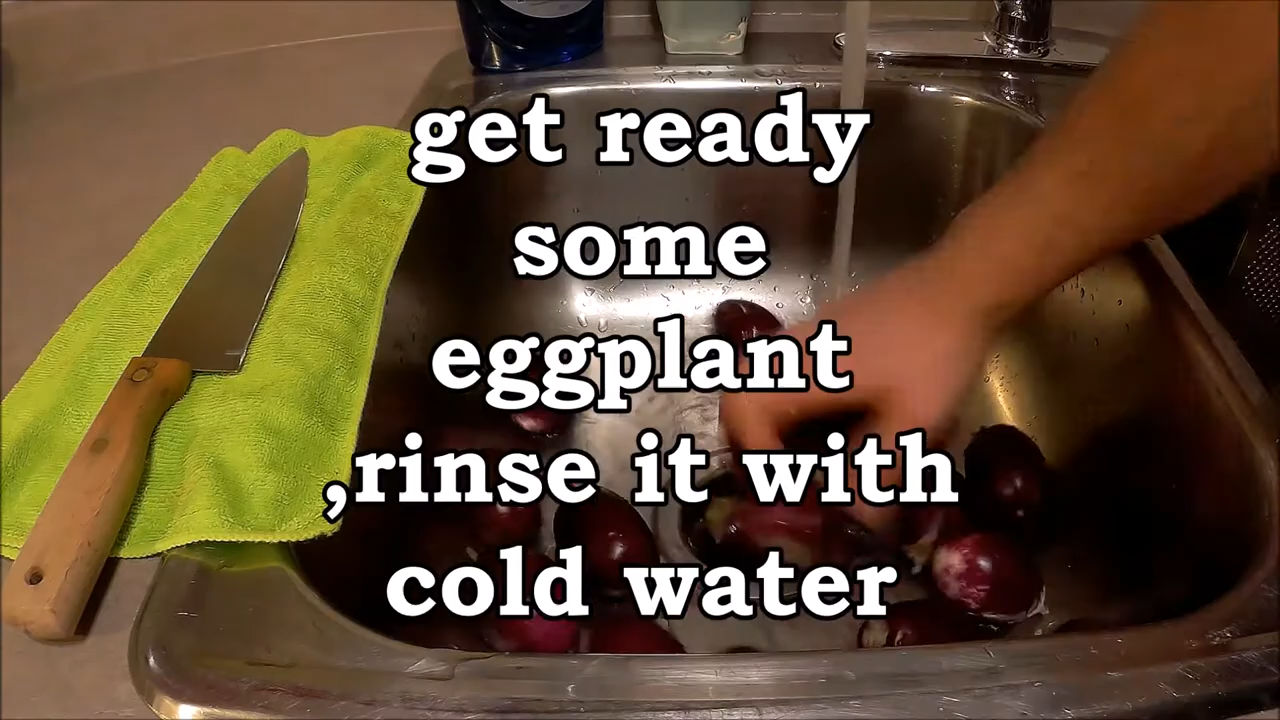 get ready
some
eggplant
,rinse it with
cold water